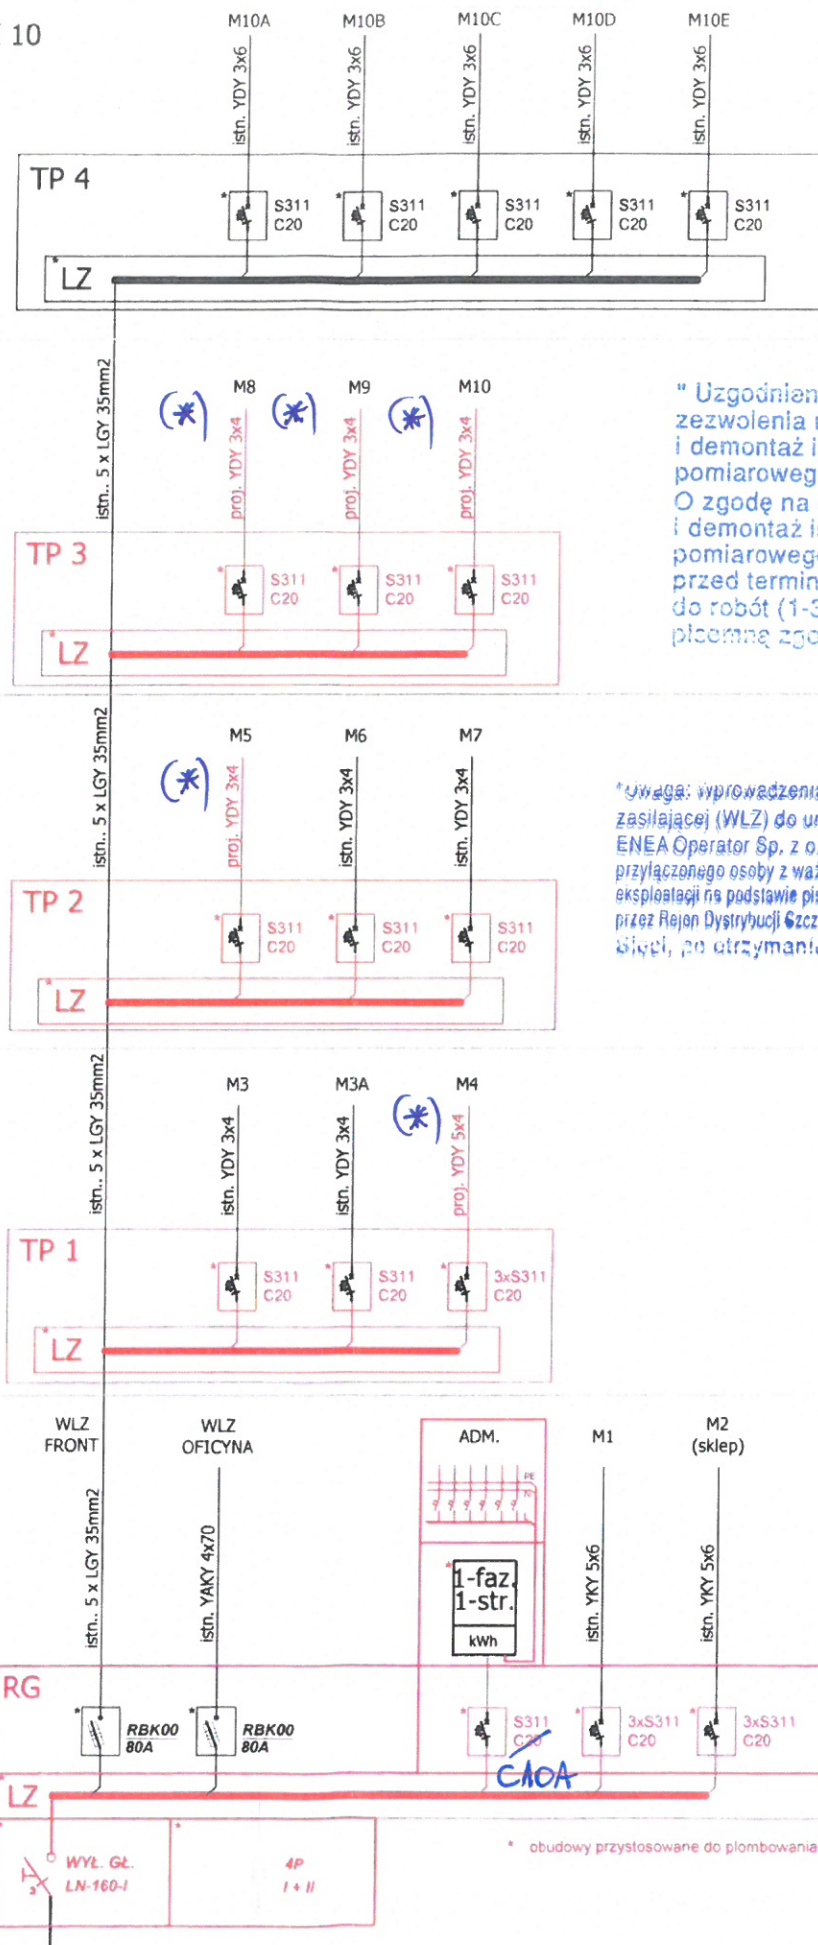 10
M10A M10B M10C M10D M10E
istn. YDY 3x6 istn. YDY 3x6 istn. YDY 3x6 istn. YDY 3x6 istn. YDY 3x6
TP 4
* S311 * S311 * S311 * S311 * S311
C20 C20 C20 C20 C20
* LZ
istn.. 5 x LGY 35mm2
M8 M9 M10
(*) (*) (*)
proj. YDY 3x4 proj. YDY 3x4 proj. YDY 3x4
" Uzgodnien
zezwolenia
i demontaż i
pomiaroweg
O zgodę na
i demontaż is
pomiarowego
przed termin
do robót (1-3
pisemną zgo
TP 3
* S311 * S311 * S311
C20 C20 C20
* LZ
istn.. 5 x LGY 35mm2
M5 M6 M7
(*)
proj. YDY 3x4 istn. YDY 3x4 istn. YDY 3x4
* Uwaga: wprowadzenia
zasilającej (WLZ) do
ENEA Operator Sp. z o
przyłączonego osoby z waż
eksploatacji na podstawie pis
przez Rejon Dystrybucji Szcz
Sieci, po otrzymaniu
TP 2
* S311 * S311 * S311
C20 C20 C20
* LZ
istn.. 5 x LGY 35mm2
M3 M3A M4
(*)
istn. YDY 3x4 istn. YDY 3x4 proj. YDY 5x4
TP 1
* S311 * S311 * 3xS311
C20 C20 C20
* LZ
WLZ WLZ ADM. M1 M2
FRONT OFICYNA (sklep)
PE
N
istn.. 5 x LGY 35mm2 istn. YAKY 4x70 istn. YKY 5x6 istn. YKY 5x6
* 1-faz.
1-str.
kWh
RG
* RBK00 * RBK00 * S311 * 3xS311 * 3xS311
80A 80A C20 C20 C20
C10A
* LZ
* obudowy przystosowane do plombowania
* WYŁ. GŁ. * 4P
3 LN-160-I I + II